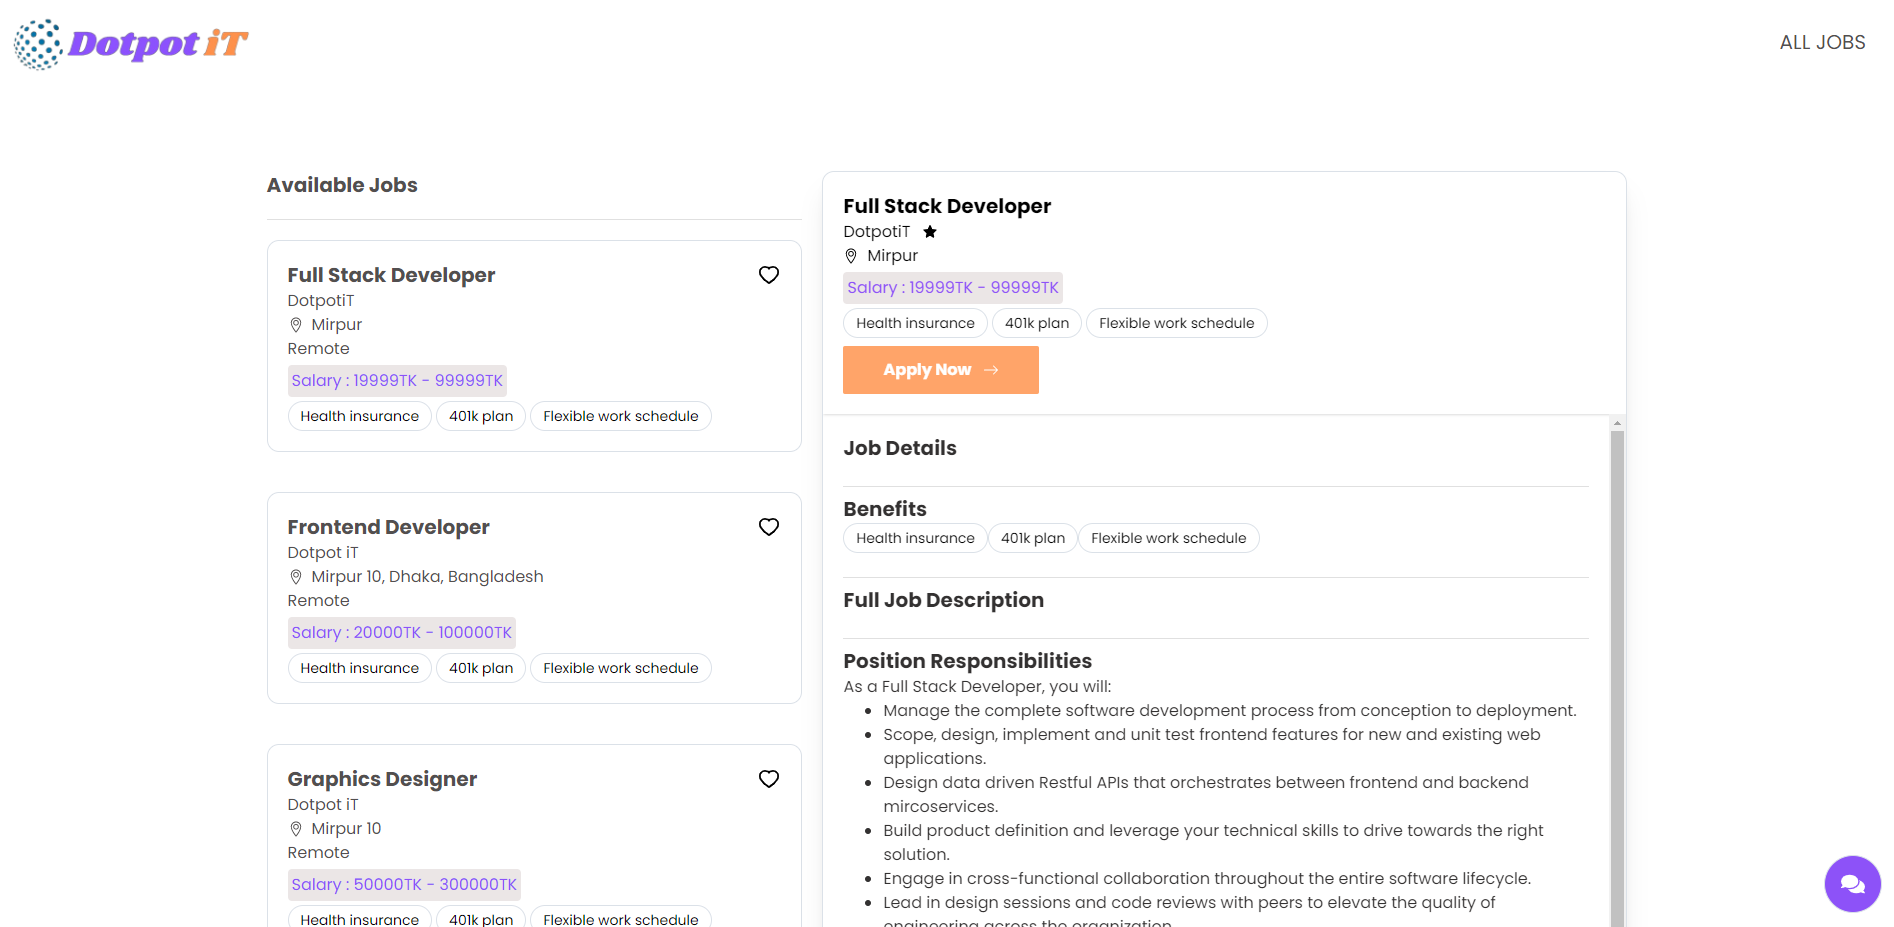 Dotpot iT
ALL JOBS
Available Jobs
Full Stack Developer
DotpotiT
Mirpur
Remote
Salary : 19999TK - 99999TK
Health insurance 401k plan Flexible work schedule
Frontend Developer
Dotpot iT
Mirpur 10, Dhaka, Bangladesh
Remote
Salary : 20000TK - 100000TK
Health insurance 401k plan Flexible work schedule
Graphics Designer
Dotpot iT
Mirpur 10
Remote
Salary : 50000TK - 300000TK
Health insurance 401k plan Flexible work schedule
Full Stack Developer
DotpotiT
Mirpur
Salary : 19999TK - 99999TK
Health insurance 401k plan Flexible work schedule
Apply Now
Job Details
Benefits
Health insurance 401k plan Flexible work schedule
Full Job Description
Position Responsibilities
As a Full Stack Developer, you will:
Manage the complete software development process from conception to deployment.
Scope, design, implement and unit test frontend features for new and existing web
applications.
Design data driven Restful APIs that orchestrates between frontend and backend
mircoservices.
Build product definition and leverage your technical skills to drive towards the right
solution.
Engage in cross-functional collaboration throughout the entire software lifecycle.
Lead in design sessions and code reviews with peers to elevate the quality of
engineering across the organization.